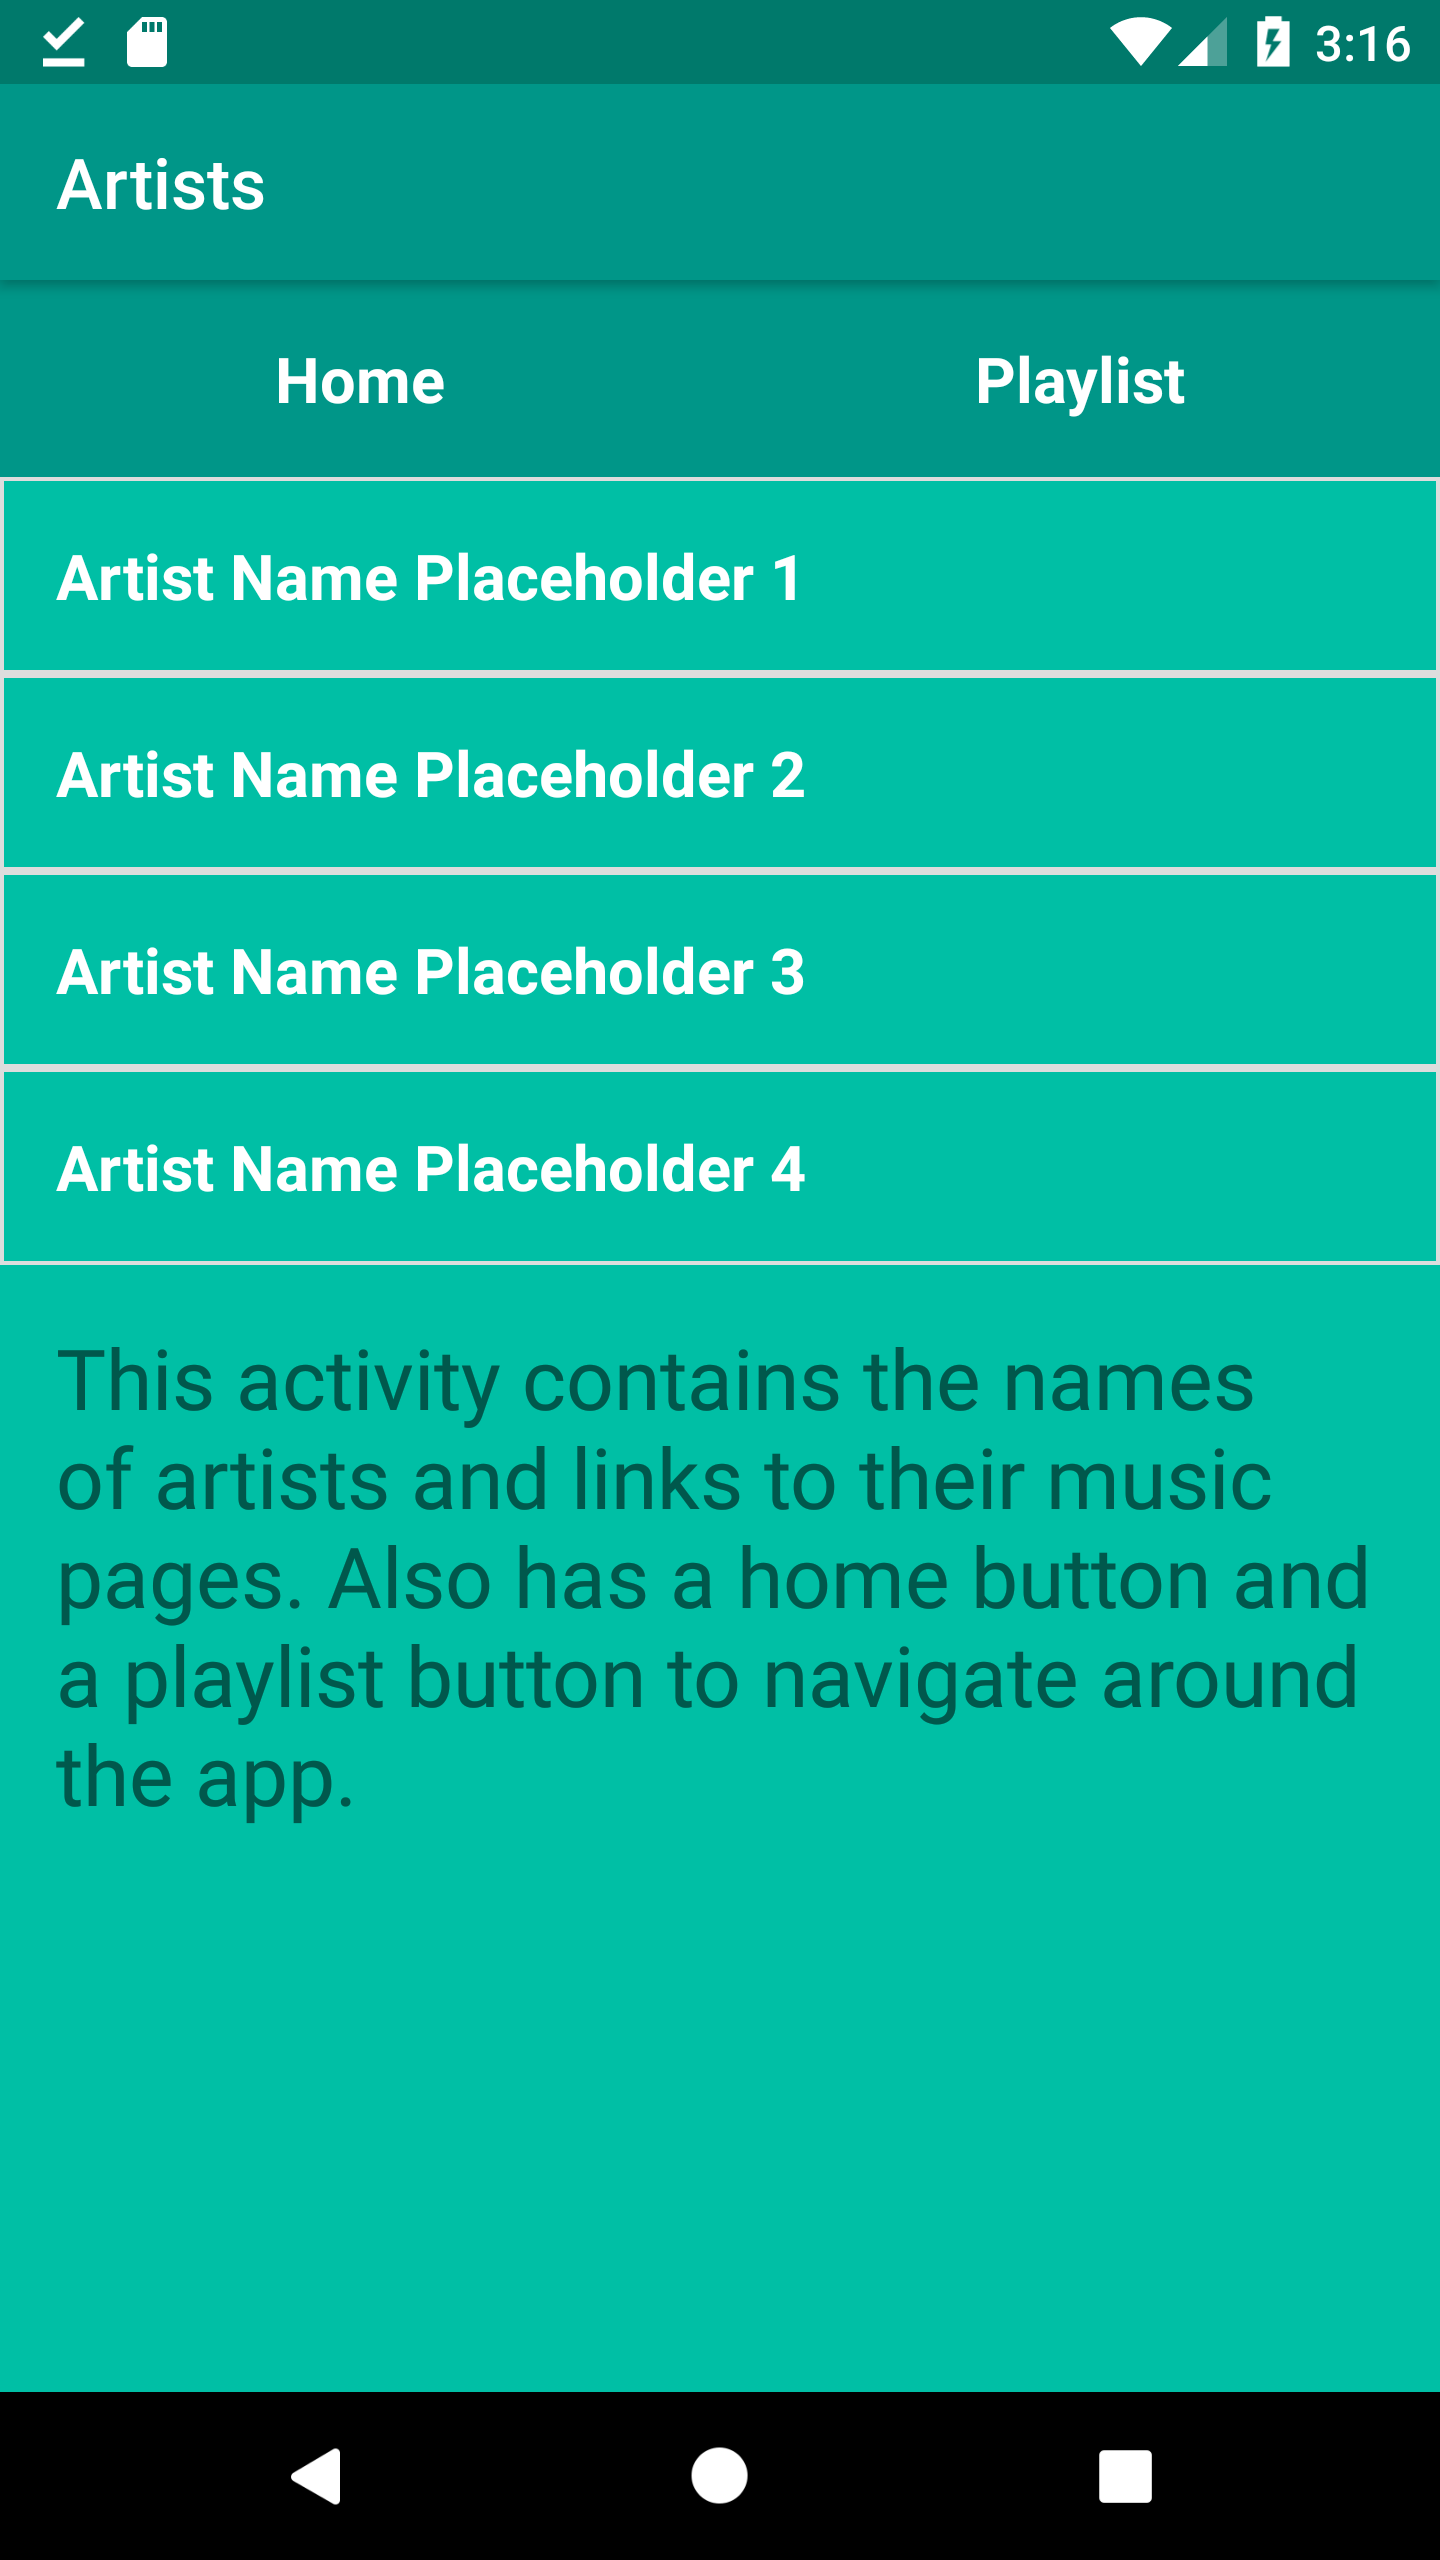 3:16
Artists
Home Playlist
Artist Name Placeholder 1
Artist Name Placeholder 2
Artist Name Placeholder 3
Artist Name Placeholder 4
This activity contains the names
of artists and links to their music
pages. Also has a home button and
a playlist button to navigate around
the app.